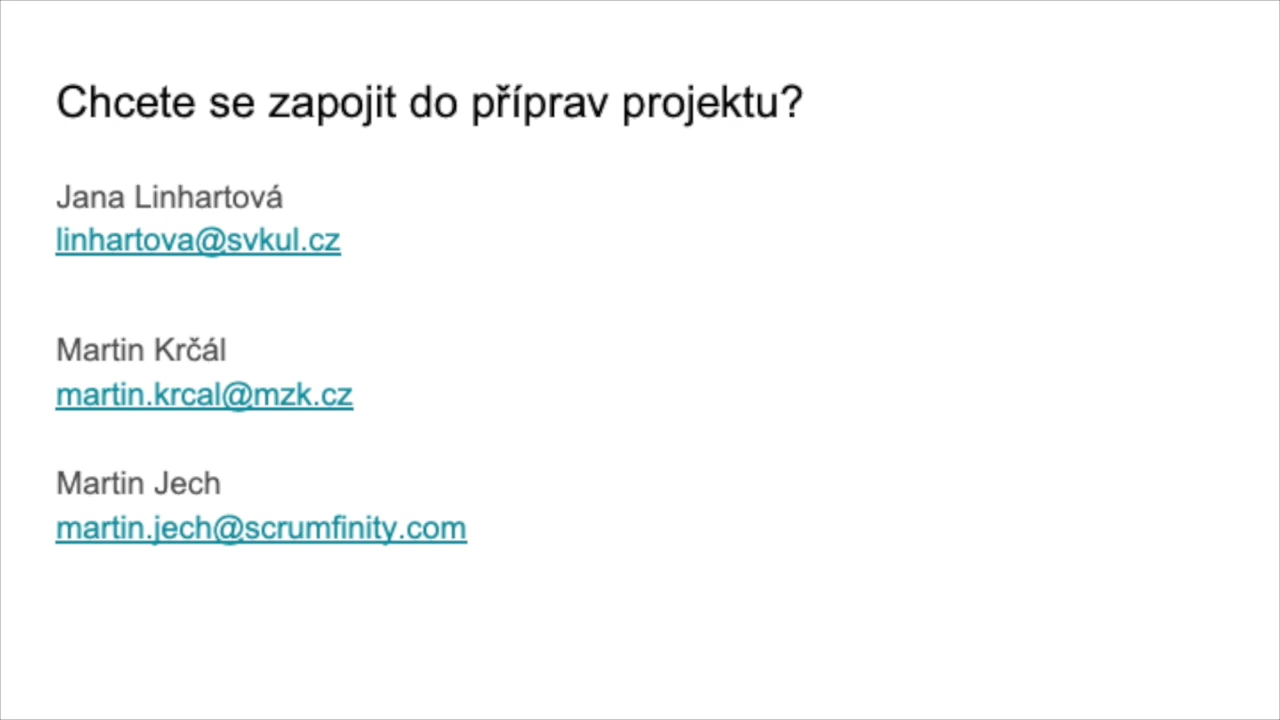 Chcete se zapojit do příprav projektu?
Jana Linhartová
linhartova@svkul.cz
Martin Krčál
martin.krcal@mzk.cz
Martin Jech
martin.jech@scrumfinity.com